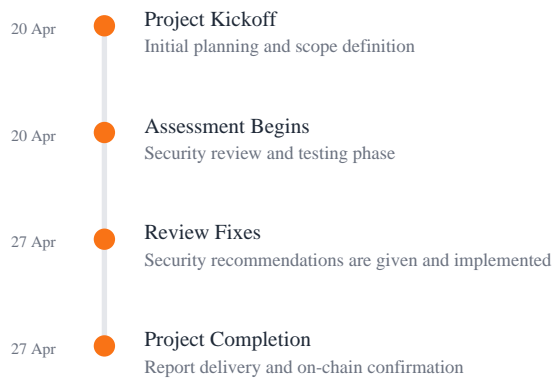 20 Apr
Project Kickoff
Initial planning and scope definition
20 Apr
Assessment Begins
Security review and testing phase
27 Apr
Review Fixes
Security recommendations are given and implemented
27 Apr
Project Completion
Report delivery and on-chain confirmation